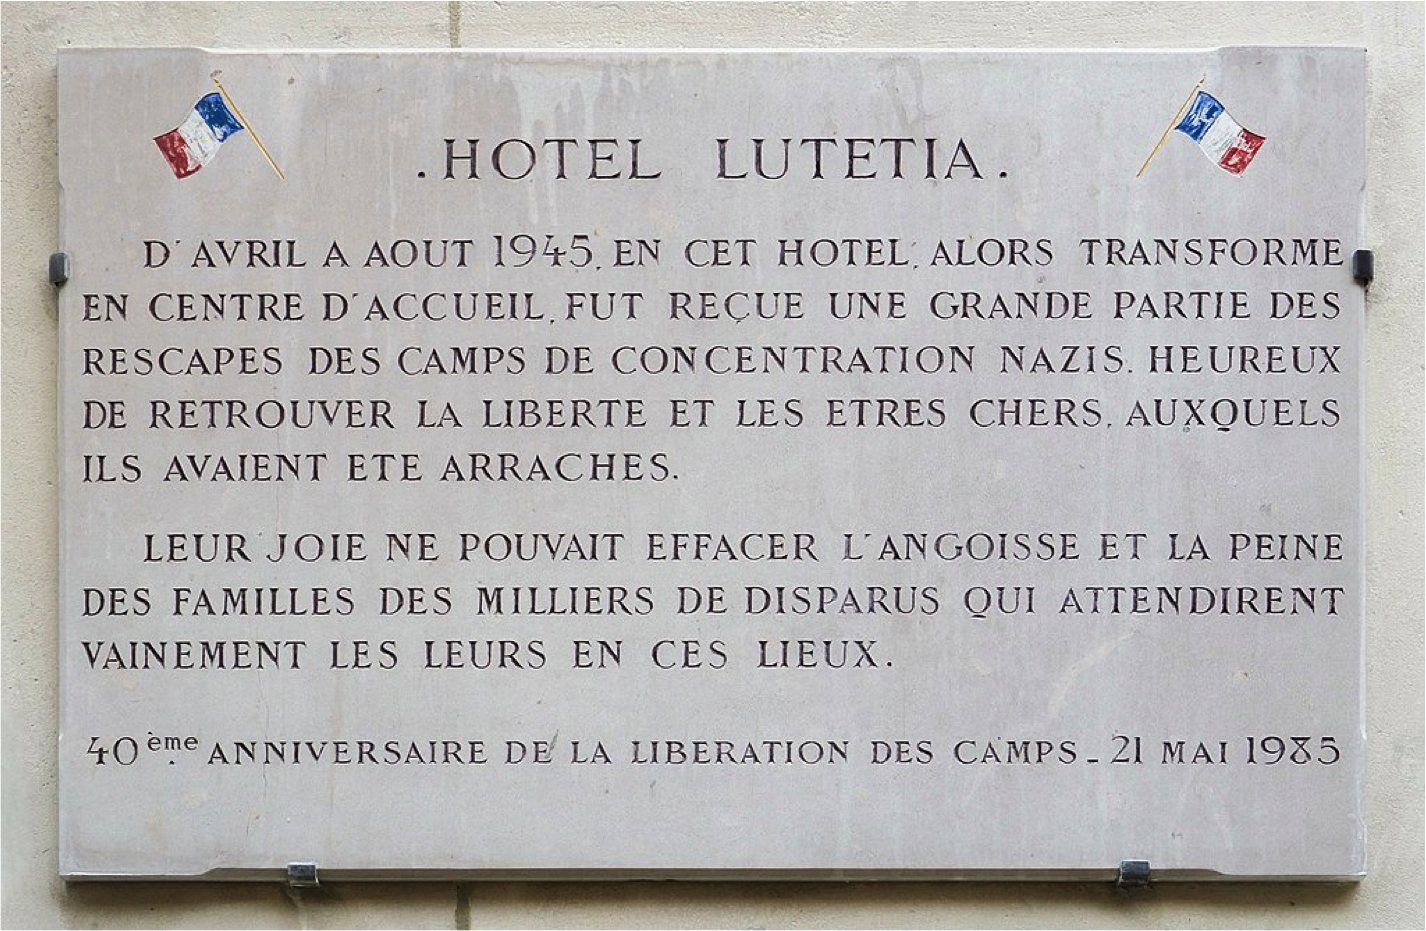 .HOTEL LUTETIA.
D'AVRIL A AOUT 1945, EN CET HOTEL, ALORS TRANSFORME
EN CENTRE D'ACCUEIL, FUT REÇUE UNE GRANDE PARTIE DES
RESCAPES DES CAMPS DE CONCENTRATION NAZIS. HEUREUX
DE RETROUVER LA LIBERTE ET LES ETRES CHERS, AUXQUELS
ILS AVAIENT ETE ARRACHES.
LEUR JOIE NE POUVAIT EFFACER L'ANGOISSE ET LA PEINE
DES FAMILLES DES MILLIERS DE DISPARUS QUI ATTENDIRENT
VAINEMENT LES LEURS EN CES LIEUX.
40ème ANNIVERSAIRE DE LA LIBERATION DES CAMPS - 21 MAI 1985